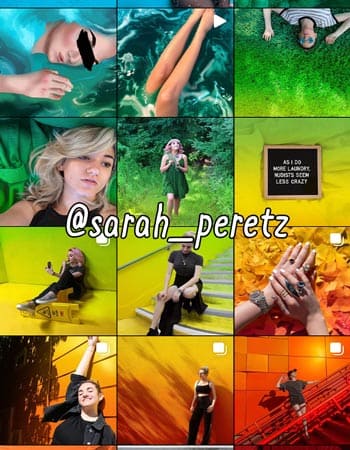 AS I DO
MORE LAUNDRY,
NUDISTS SEEM
LESS CRAZY
@sarah_peretz